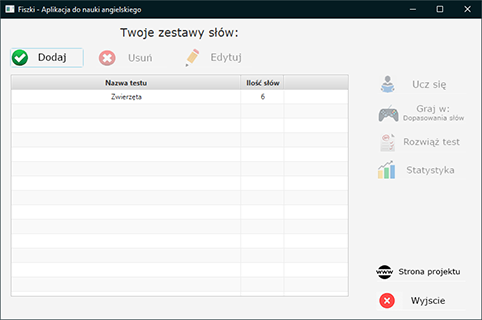 Fiszki - Aplikacja do nauki angielskiego
Twoje zestawy słów:
Dodaj
Usuń
Edytuj
Nazwa testu
Ilość słów
Zwierzęta
6
Ucz się
Graj w:
Dopasowania słów
Rozwiąż test
Statystyka
www
Strona projektu
Wyjscie